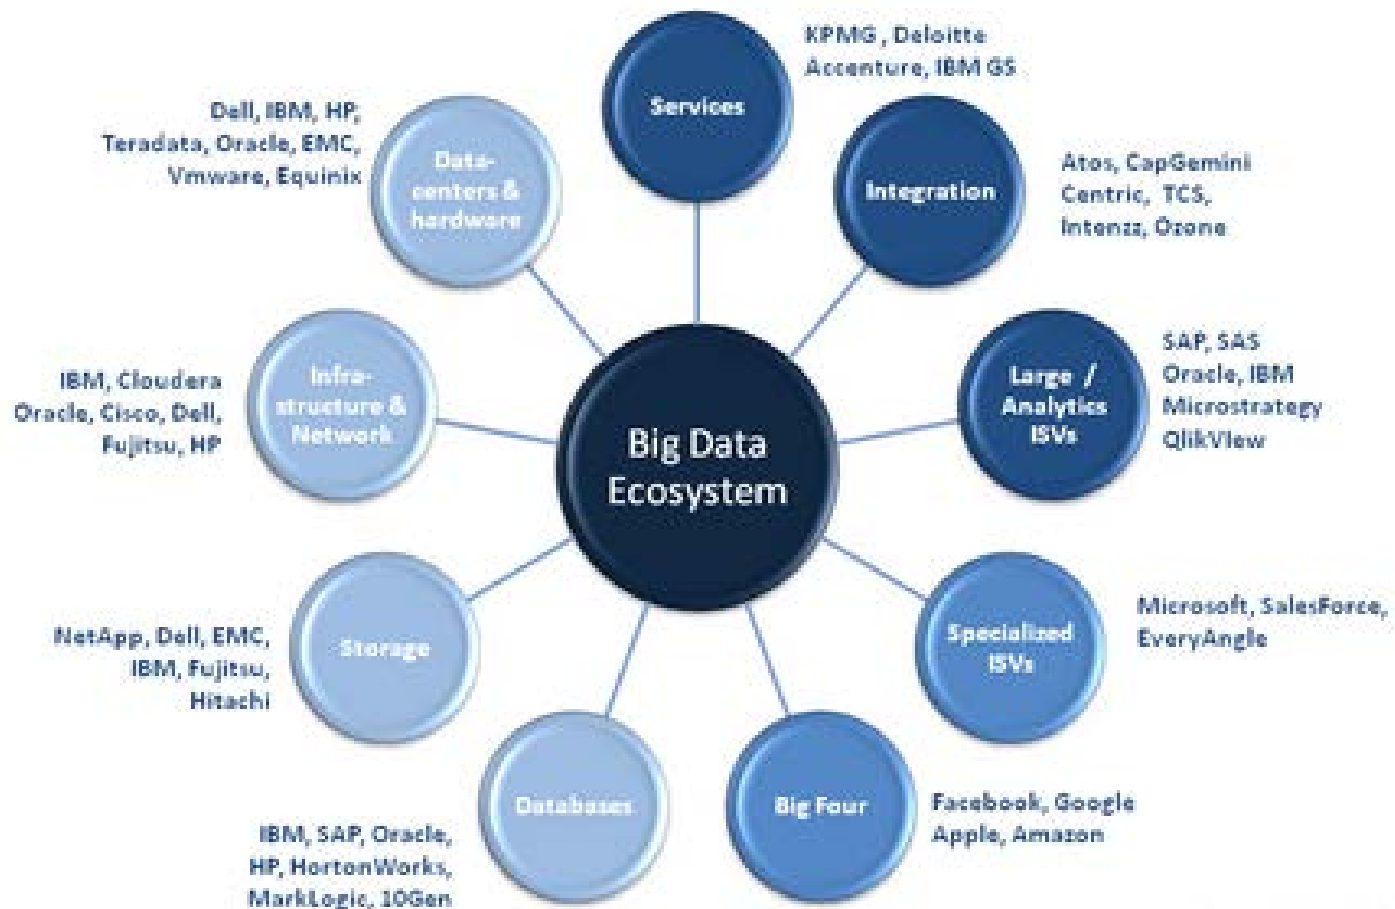 Services
KPMG, Deloitte
Accenture, IBM GS
Integration
Atos, CapGemini
Centric, TCS,
Intenzz, Ozone
Large /
Analytics
ISVs
SAP, SAS
Oracle, IBM
Microstrategy
QlikView
Specialized
ISVs
Microsoft, SalesForce,
EveryAngle
Big Four
Facebook, Google
Apple, Amazon
Databases
IBM, SAP, Oracle,
HP, HortonWorks,
MarkLogic, 10Gen
Storage
NetApp, Dell, EMC,
IBM, Fujitsu,
Hitachi
Infra-
structure &
Network
IBM, Cloudera
Oracle, Cisco, Dell,
Fujitsu, HP
Data-
centers &
hardware
Dell, IBM, HP,
Teradata, Oracle, EMC,
Vmware, Equinix
Big Data
Ecosystem